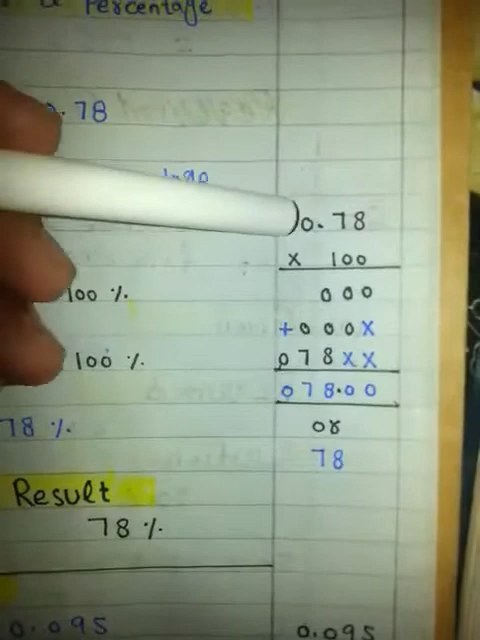 Percentage
0.78
0.78
x 100
100 %
000
+000x
100 %
078xx
078.00
78 %
or
78
Result
78 %
0.095
0.095